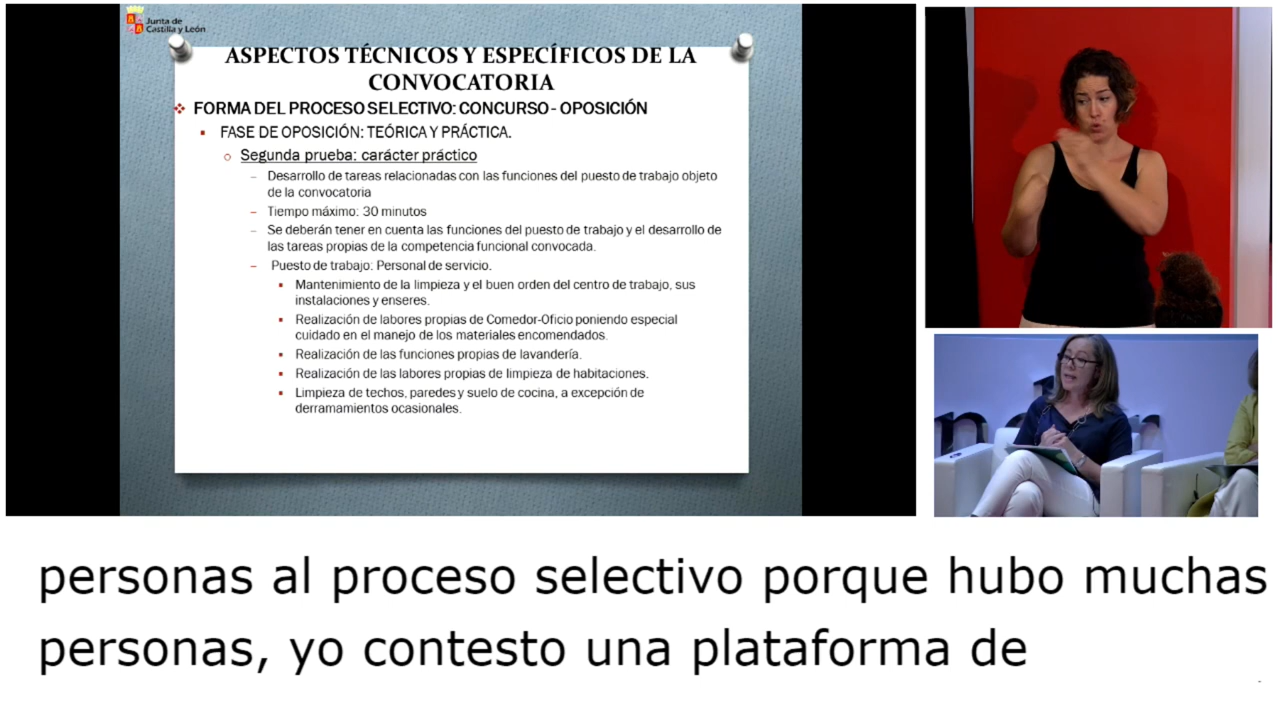 Junta de
Castilla y León
ASPECTOS TÉCNICOS Y ESPECÍFICOS DE LA
CONVOCATORIA
FORMA DEL PROCESO SELECTIVO: CONCURSO - OPOSICIÓN
FASE DE OPOSICIÓN: TEÓRICA Y PRÁCTICA.
Segunda prueba: carácter práctico
Desarrollo de tareas relacionadas con las funciones del puesto de trabajo objeto
de la convocatoria
Tiempo máximo: 30 minutos
Se deberán tener en cuenta las funciones del puesto de trabajo y el desarrollo de
las tareas propias de la competencia funcional convocada.
Puesto de trabajo: Personal de servicio.
Mantenimiento de la limpieza y el buen orden del centro de trabajo, sus
instalaciones y enseres.
Realización de labores propias de Comedor-Oficio poniendo especial
cuidado en el manejo de los materiales encomendados.
Realización de las funciones propias de lavandería.
Realización de las labores propias de limpieza de habitaciones.
Limpieza de techos, paredes y suelo de cocina, a excepción de
derramamientos ocasionales.
personas al proceso selectivo porque hubo muchas
personas, yo contesto una plataforma de